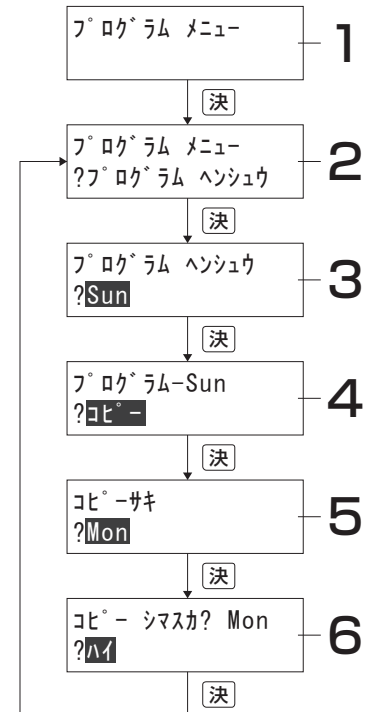 プログラム メニュー
1
決
プログラム メニュー
?プログラム ヘンシュウ
2
決
プログラム ヘンシュウ
?Sun
3
決
プログラム-Sun
?コピー
4
決
コピーサキ
?Mon
5
決
コピー シマスカ? Mon
?ハイ
6
決